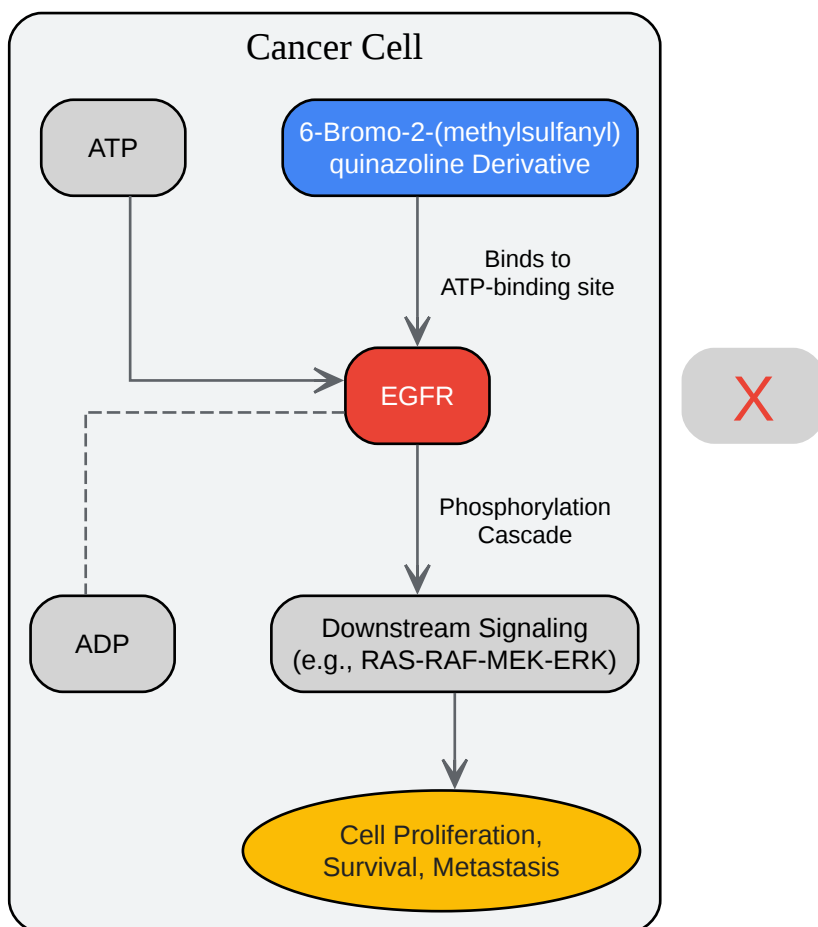 Cancer Cell
ATP
6-Bromo-2-(methylsulfanyl)
quinazoline Derivative
Binds to
ATP-binding site
EGFR
X
Phosphorylation
Cascade
ADP
Downstream Signaling
(e.g., RAS-RAF-MEK-ERK)
Cell Proliferation,
Survival, Metastasis